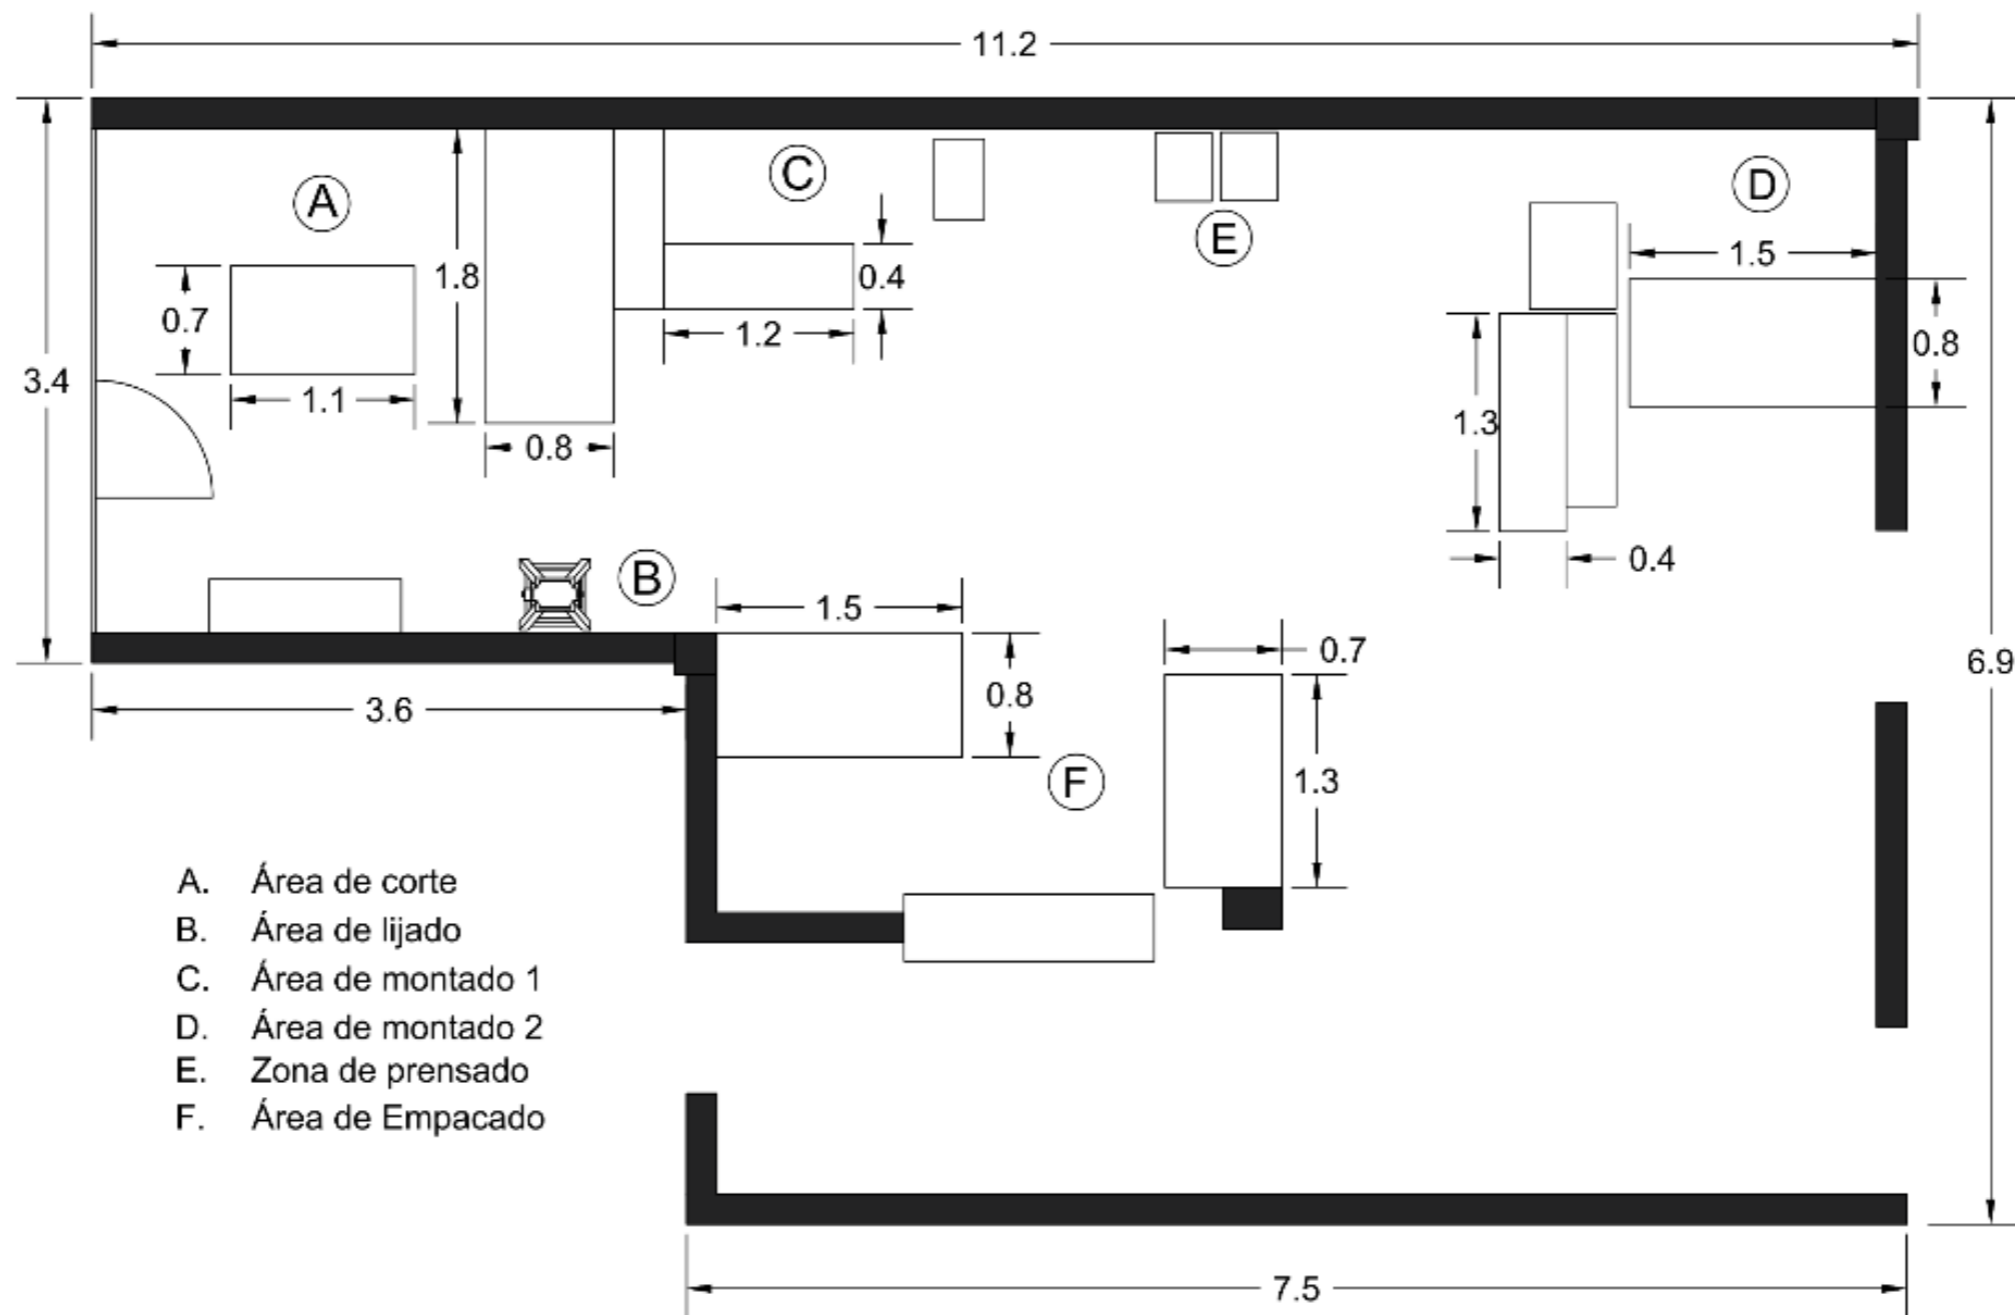 11.2
A
C
D
E
1.8
0.4
1.5
0.7
1.2
0.8
3.4
1.1
1.3
0.8
0.4
B
1.5
0.7
6.9
0.8
3.6
F
1.3
A. Área de corte
B. Área de lijado
C. Área de montado 1
D. Área de montado 2
E. Zona de prensado
F. Área de Empacado
7.5